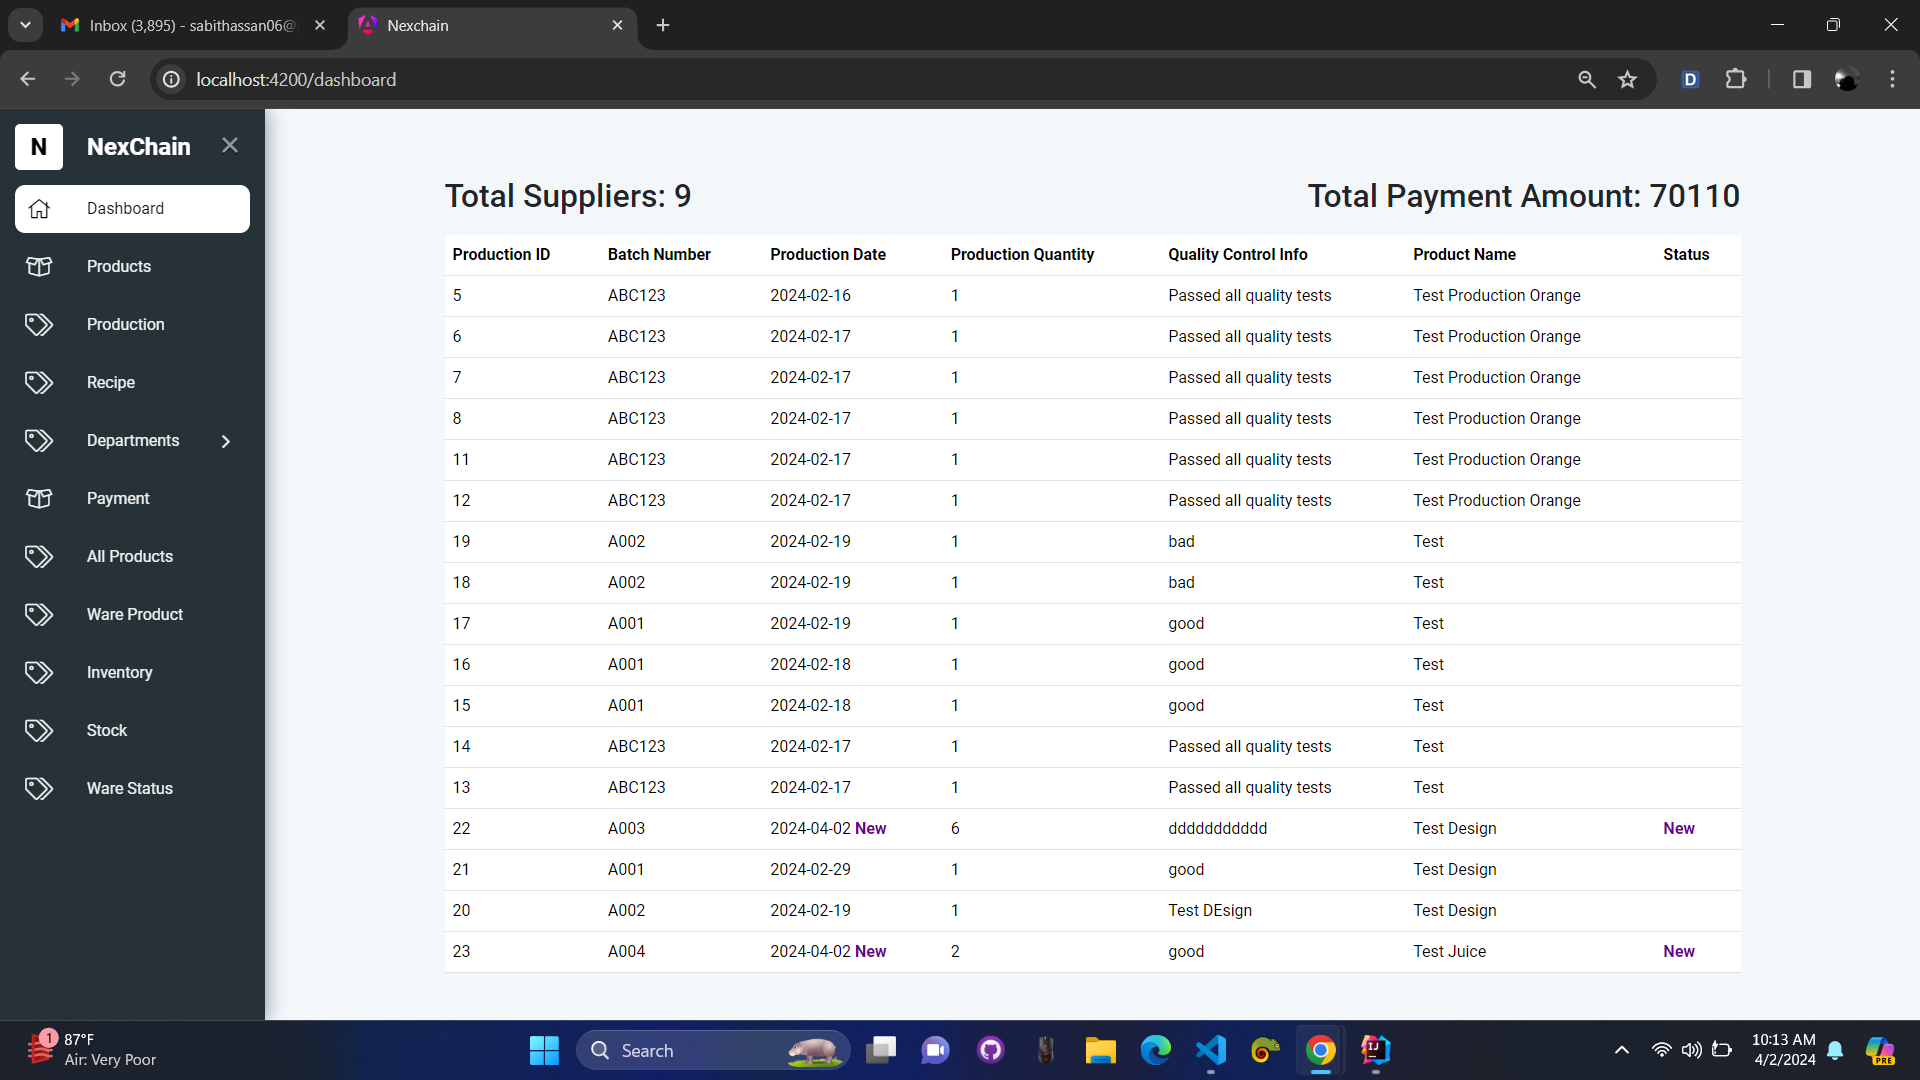 Inbox (3,895) - sabithassan06@
Nexchain
localhost:4200/dashboard
D
N
NexChain
Dashboard
Products
Production
Recipe
Departments
Payment
All Products
Ware Product
Inventory
Stock
Ware Status
Total Suppliers: 9
Total Payment Amount: 70110
Production ID Batch Number Production Date Production Quantity Quality Control Info Product Name Status
5 ABC123 2024-02-16 1 Passed all quality tests Test Production Orange
6 ABC123 2024-02-17 1 Passed all quality tests Test Production Orange
7 ABC123 2024-02-17 1 Passed all quality tests Test Production Orange
8 ABC123 2024-02-17 1 Passed all quality tests Test Production Orange
11 ABC123 2024-02-17 1 Passed all quality tests Test Production Orange
12 ABC123 2024-02-17 1 Passed all quality tests Test Production Orange
19 A002 2024-02-19 1 bad Test
18 A002 2024-02-19 1 bad Test
17 A001 2024-02-19 1 good Test
16 A001 2024-02-18 1 good Test
15 A001 2024-02-18 1 good Test
14 ABC123 2024-02-17 1 Passed all quality tests Test
13 ABC123 2024-02-17 1 Passed all quality tests Test
22 A003 2024-04-02 New 6 ddddddddddd Test Design New
21 A001 2024-02-29 1 good Test Design
20 A002 2024-02-19 1 Test DEsign Test Design
23 A004 2024-04-02 New 2 good Test Juice New
1
87°F
Air: Very Poor
Search
IJ
10:13 AM
4/2/2024
PRE